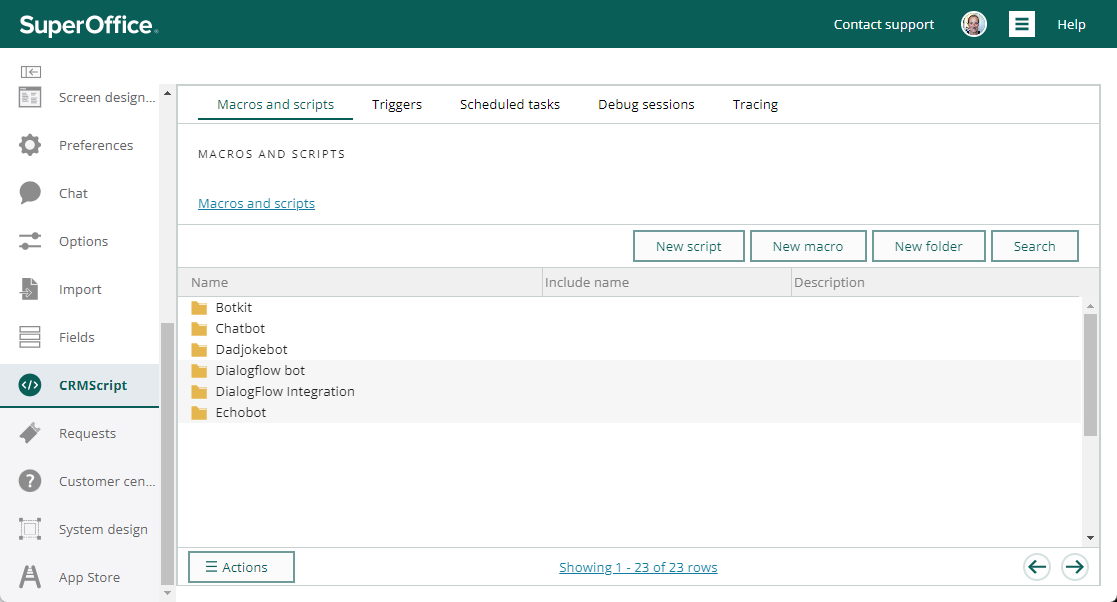 SuperOffice
Contact support
Help
Screen design...
Preferences
Chat
Options
Import
Fields
CRMScript
Requests
Customer cen...
System design
App Store
Macros and scripts Triggers Scheduled tasks Debug sessions Tracing
MACROS AND SCRIPTS
Macros and scripts
New script New macro New folder Search
Name Include name Description
Botkit
Chatbot
Dadjokebot
Dialogflow bot
DialogFlow Integration
Echobot
Actions Showing 1 - 23 of 23 rows